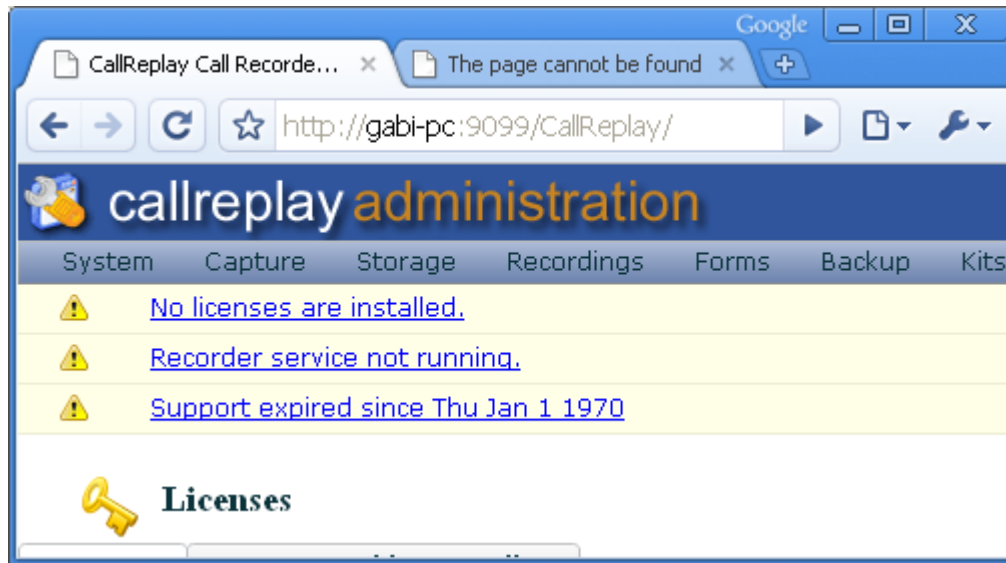 Google
CallReplay Call Recorde... The page cannot be found
http://gabi-pc:9099/CallReplay/
callreplay administration
System Capture Storage Recordings Forms Backup Kits
No licenses are installed.
Recorder service not running.
Support expired since Thu Jan 1 1970
Licenses